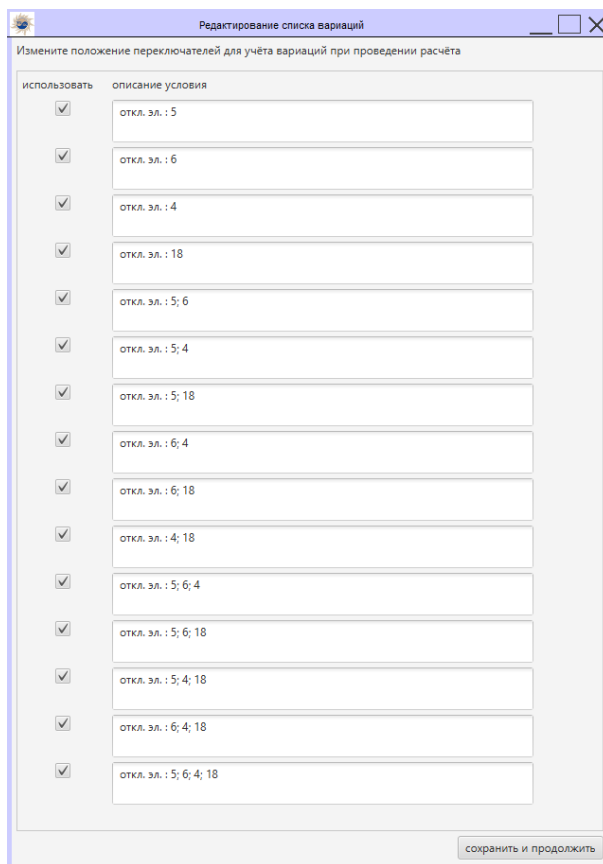 Редактирование списка вариаций
Измените положение переключателей для учёта вариаций при проведении расчёта
использовать описание условия
откл. эл. : 5
откл. эл. : 6
откл. эл. : 4
откл. эл. : 18
откл. эл. : 5; 6
откл. эл. : 5; 4
откл. эл. : 5; 18
откл. эл. : 6; 4
откл. эл. : 6; 18
откл. эл. : 4; 18
откл. эл. : 5; 6; 4
откл. эл. : 5; 6; 18
откл. эл. : 5; 4; 18
откл. эл. : 6; 4; 18
откл. эл. : 5; 6; 4; 18
сохранить и продолжить